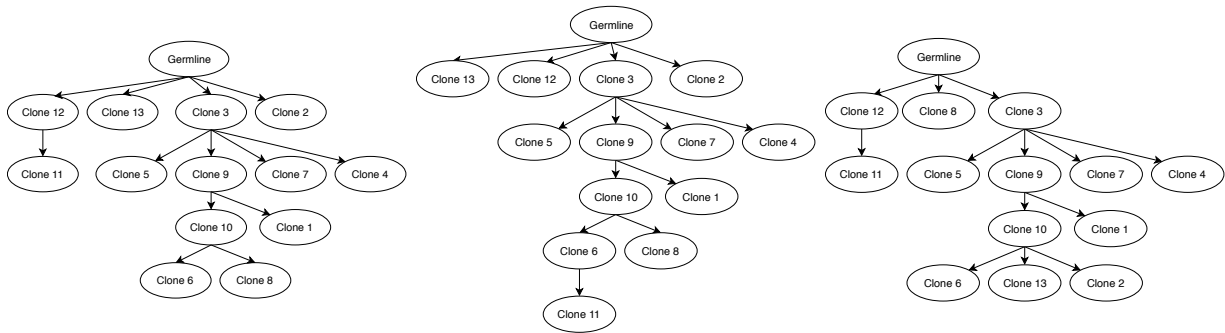 Germline
Clone 12
Clone 13
Clone 3
Clone 2
Clone 11
Clone 5
Clone 9
Clone 7
Clone 4
Clone 10
Clone 1
Clone 6
Clone 8
Germline
Clone 13
Clone 12
Clone 3
Clone 2
Clone 5
Clone 9
Clone 7
Clone 4
Clone 10
Clone 1
Clone 6
Clone 8
Clone 11
Germline
Clone 12
Clone 8
Clone 3
Clone 11
Clone 5
Clone 9
Clone 7
Clone 4
Clone 10
Clone 1
Clone 6
Clone 13
Clone 2